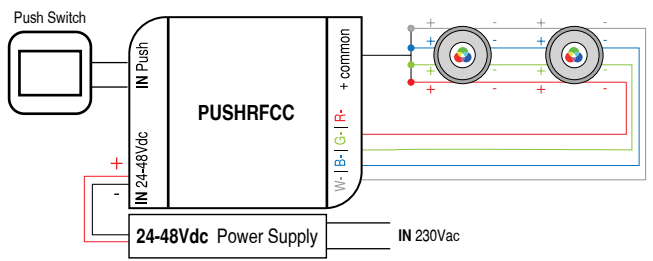 Push Switch
IN Push
IN 24-48Vdc
+
-
PUSHRFCC
+ common
W- | B- | G- | R-
+ - + -
+ - + -
+ - + -
+ - + -
24-48Vdc Power Supply
IN 230Vac